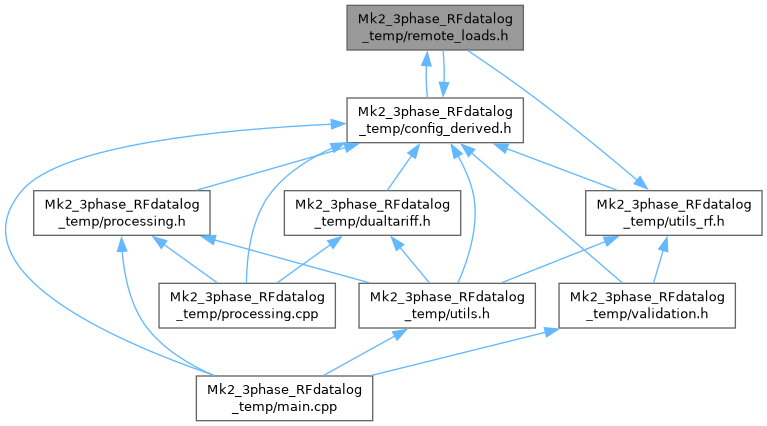 Mk2_3phase_RFdatalog
_temp/remote_loads.h
Mk2_3phase_RFdatalog
_temp/config_derived.h
Mk2_3phase_RFdatalog
_temp/processing.h
Mk2_3phase_RFdatalog
_temp/dualtariff.h
Mk2_3phase_RFdatalog
_temp/utils_rf.h
Mk2_3phase_RFdatalog
_temp/processing.cpp
Mk2_3phase_RFdatalog
_temp/utils.h
Mk2_3phase_RFdatalog
_temp/validation.h
Mk2_3phase_RFdatalog
_temp/main.cpp